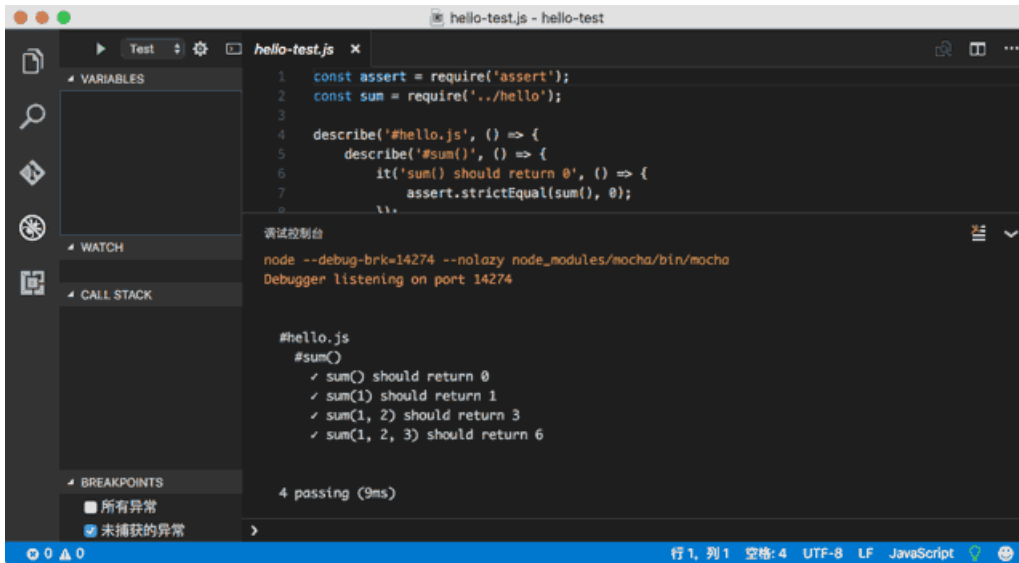 hello-test.js - hello-test
Test
hello-test.js
VARIABLES
1 const assert = require('assert');
2 const sum = require('../hello');
3
4 describe('#hello.js', () => {
5 describe('#sum()', () => {
6 it('sum() should return 0', () => {
7 assert.strictEqual(sum(), 0);
8 });
调试控制台
WATCH
node --debug-brk=14274 --nolazy node_modules/mocha/bin/mocha
Debugger listening on port 14274
CALL STACK
#hello.js
#sum()
✓ sum() should return 0
✓ sum(1) should return 1
✓ sum(1, 2) should return 3
✓ sum(1, 2, 3) should return 6
BREAKPOINTS
4 passing (9ms)
所有异常
未捕获的异常
0 0 行 1, 列 1 空格: 4 UTF-8 LF JavaScript